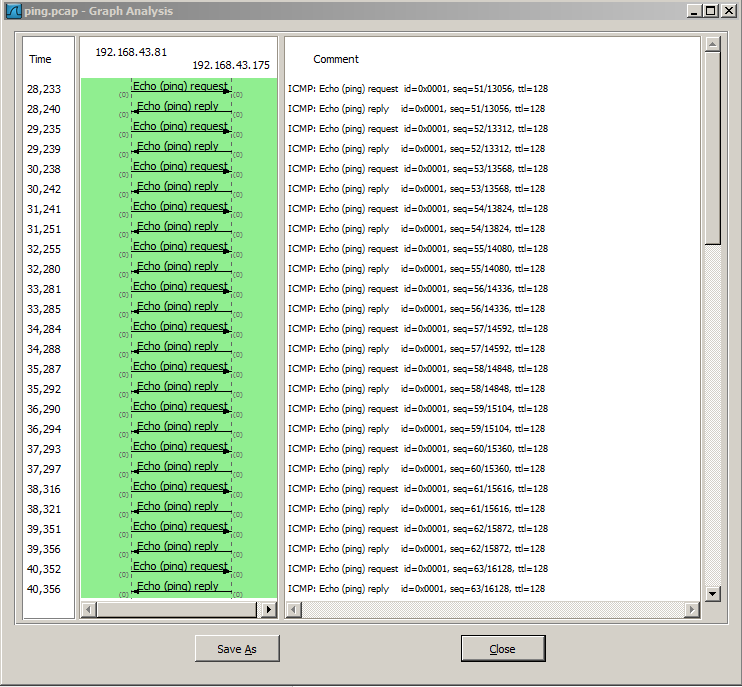 ping.pcap - Graph Analysis
Time 192.168.43.81 192.168.43.175 Comment
28,233 (0) Echo (ping) request (0) ICMP: Echo (ping) request id=0x0001, seq=51/13056, ttl=128
28,240 (0) Echo (ping) reply (0) ICMP: Echo (ping) reply id=0x0001, seq=51/13056, ttl=128
29,235 (0) Echo (ping) request (0) ICMP: Echo (ping) request id=0x0001, seq=52/13312, ttl=128
29,239 (0) Echo (ping) reply (0) ICMP: Echo (ping) reply id=0x0001, seq=52/13312, ttl=128
30,238 (0) Echo (ping) request (0) ICMP: Echo (ping) request id=0x0001, seq=53/13568, ttl=128
30,242 (0) Echo (ping) reply (0) ICMP: Echo (ping) reply id=0x0001, seq=53/13568, ttl=128
31,241 (0) Echo (ping) request (0) ICMP: Echo (ping) request id=0x0001, seq=54/13824, ttl=128
31,251 (0) Echo (ping) reply (0) ICMP: Echo (ping) reply id=0x0001, seq=54/13824, ttl=128
32,255 (0) Echo (ping) request (0) ICMP: Echo (ping) request id=0x0001, seq=55/14080, ttl=128
32,280 (0) Echo (ping) reply (0) ICMP: Echo (ping) reply id=0x0001, seq=55/14080, ttl=128
33,281 (0) Echo (ping) request (0) ICMP: Echo (ping) request id=0x0001, seq=56/14336, ttl=128
33,285 (0) Echo (ping) reply (0) ICMP: Echo (ping) reply id=0x0001, seq=56/14336, ttl=128
34,284 (0) Echo (ping) request (0) ICMP: Echo (ping) request id=0x0001, seq=57/14592, ttl=128
34,288 (0) Echo (ping) reply (0) ICMP: Echo (ping) reply id=0x0001, seq=57/14592, ttl=128
35,287 (0) Echo (ping) request (0) ICMP: Echo (ping) request id=0x0001, seq=58/14848, ttl=128
35,292 (0) Echo (ping) reply (0) ICMP: Echo (ping) reply id=0x0001, seq=58/14848, ttl=128
36,290 (0) Echo (ping) request (0) ICMP: Echo (ping) request id=0x0001, seq=59/15104, ttl=128
36,294 (0) Echo (ping) reply (0) ICMP: Echo (ping) reply id=0x0001, seq=59/15104, ttl=128
37,293 (0) Echo (ping) request (0) ICMP: Echo (ping) request id=0x0001, seq=60/15360, ttl=128
37,297 (0) Echo (ping) reply (0) ICMP: Echo (ping) reply id=0x0001, seq=60/15360, ttl=128
38,316 (0) Echo (ping) request (0) ICMP: Echo (ping) request id=0x0001, seq=61/15616, ttl=128
38,321 (0) Echo (ping) reply (0) ICMP: Echo (ping) reply id=0x0001, seq=61/15616, ttl=128
39,351 (0) Echo (ping) request (0) ICMP: Echo (ping) request id=0x0001, seq=62/15872, ttl=128
39,356 (0) Echo (ping) reply (0) ICMP: Echo (ping) reply id=0x0001, seq=62/15872, ttl=128
40,352 (0) Echo (ping) request (0) ICMP: Echo (ping) request id=0x0001, seq=63/16128, ttl=128
40,356 (0) Echo (ping) reply (0) ICMP: Echo (ping) reply id=0x0001, seq=63/16128, ttl=128
Save As Close